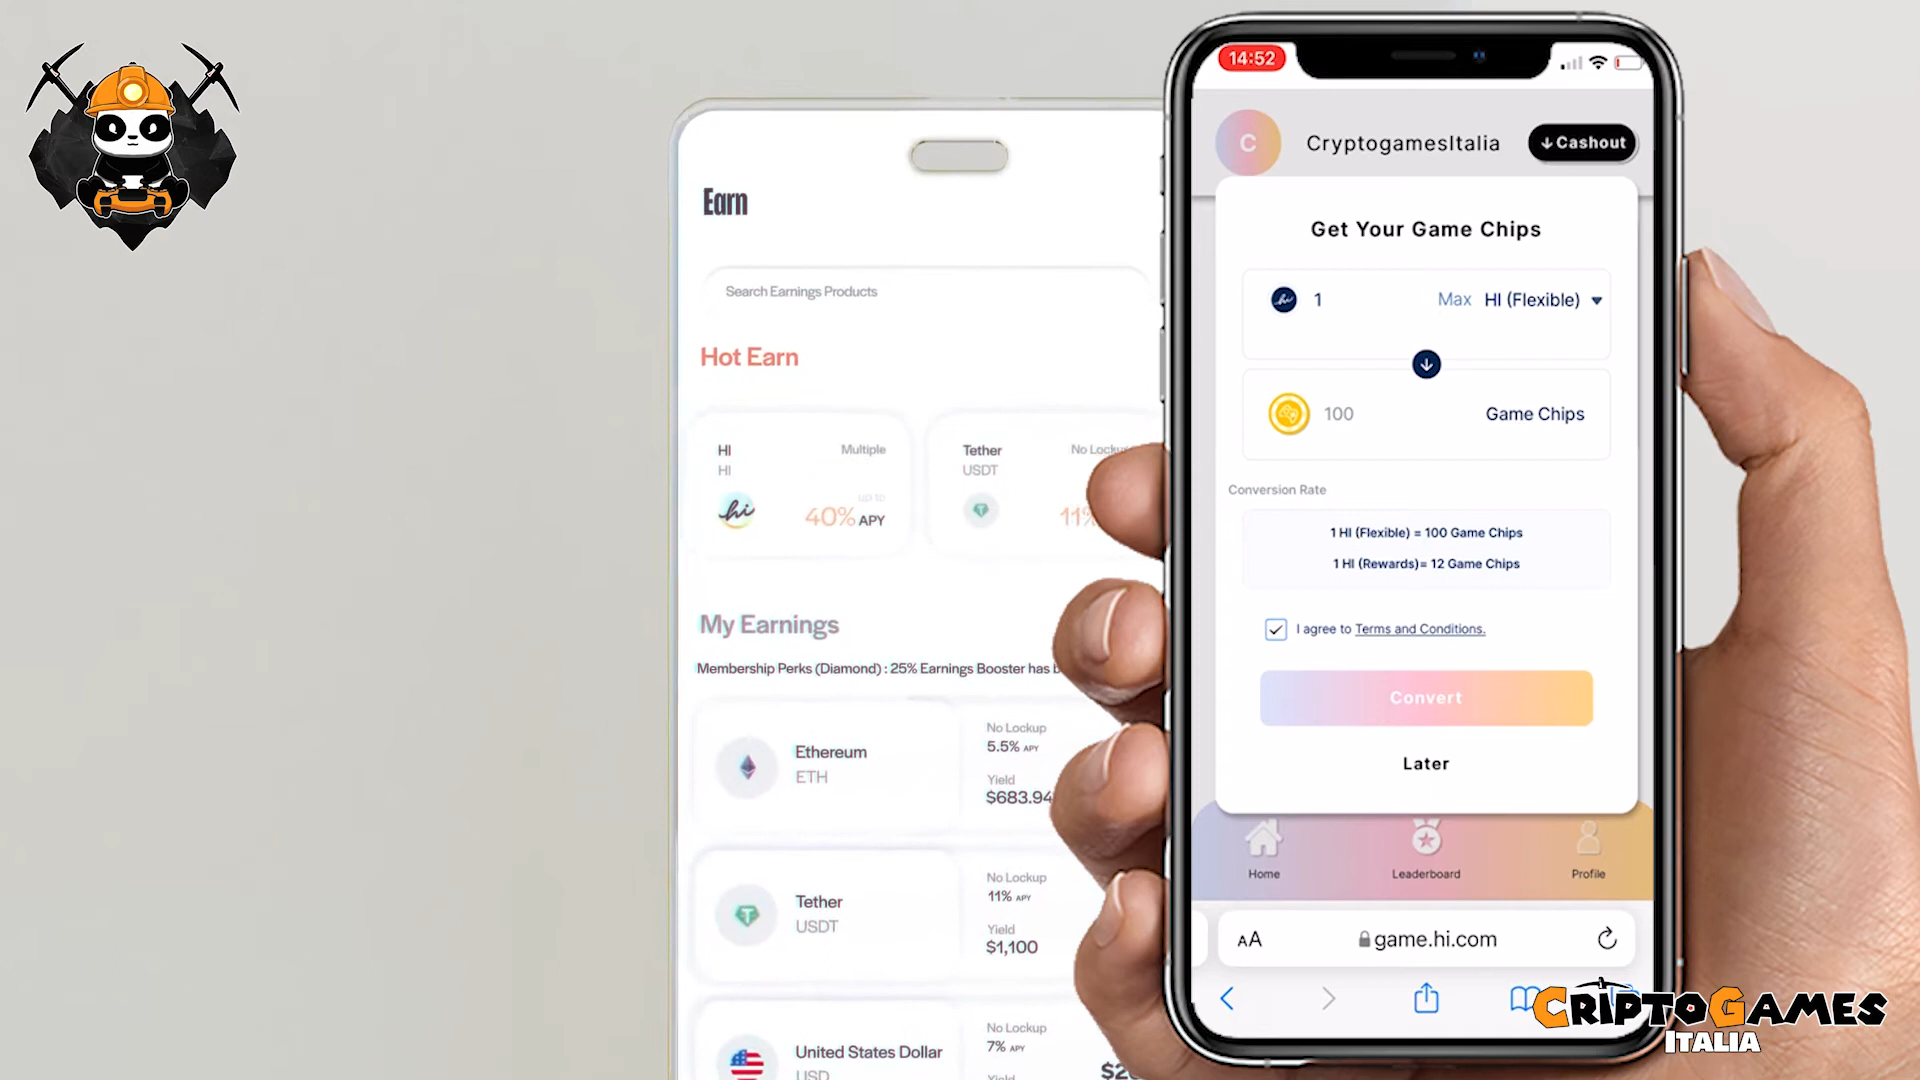 Earn
Search Earnings Products
Hot Earn
HI
HI
Multiple
up to
40% APY
hi
Tether
USDT
No Lockup
11%
My Earnings
Membership Perks (Diamond) : 25% Earnings Booster has
Ethereum
ETH
No Lockup
5.5% APY
Yield
$683.94
Tether
USDT
No Lockup
11% APY
Yield
$1,100
United States Dollar
USD
No Lockup
7% APY
Yield
14:52
C
CryptogamesItalia
Cashout
Get Your Game Chips
hi
1
Max
HI (Flexible)
100
Game Chips
Conversion Rate
1 HI (Flexible) = 100 Game Chips
1 HI (Rewards)= 12 Game Chips
I agree to Terms and Conditions.
Convert
Later
Home
Leaderboard
Profile
AA
game.hi.com
CRIPTOGAMES
ITALIA